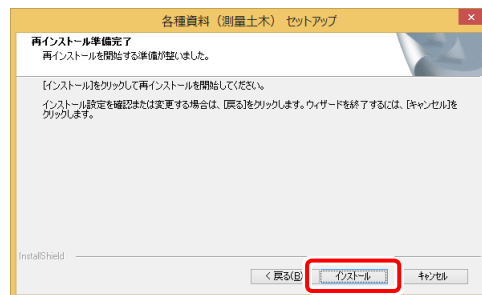 各種資料（測量土木） セットアップ
再インストール準備完了
再インストールを開始する準備が整いました。
[インストール]をクリックして再インストールを開始してください。
インストール設定を確認または変更する場合は、[戻る]をクリックします。ウィザードを終了するには、[キャンセル]を
クリックします。
InstallShield
< 戻る(B) インストール キャンセル